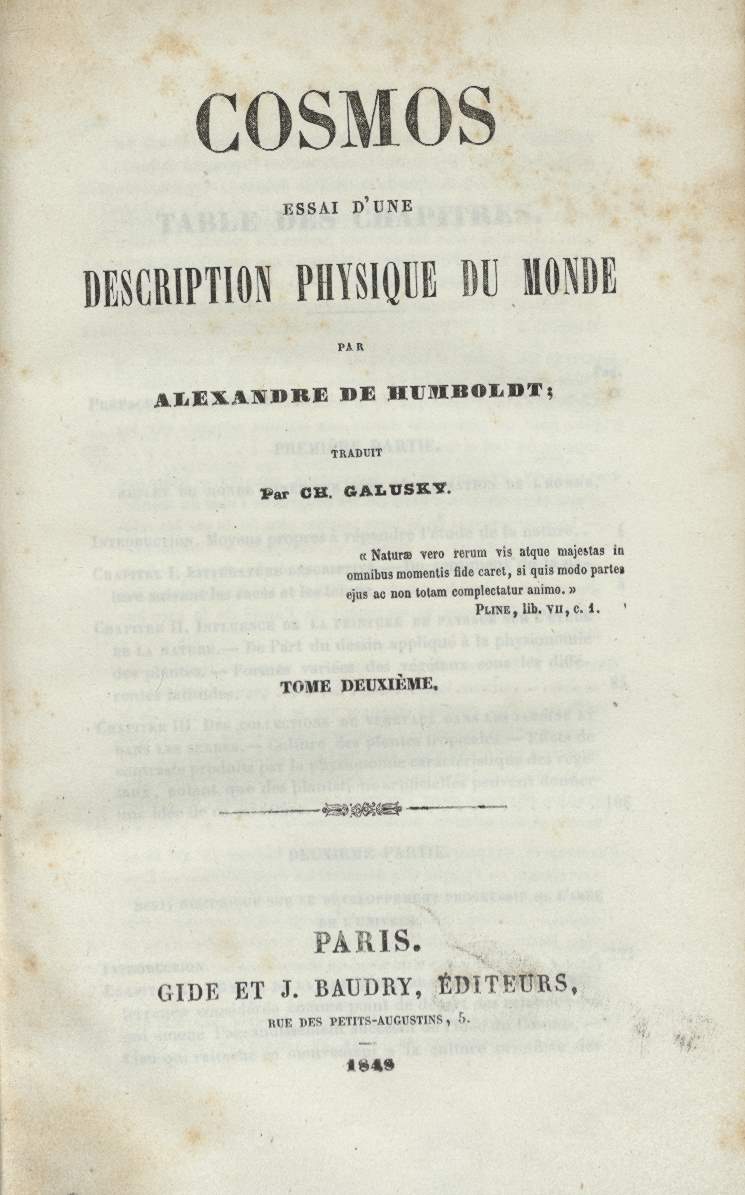 COSMOS
ESSAI D'UNE
DESCRIPTION PHYSIQUE DU MONDE
PAR
ALEXANDRE DE HUMBOLDT;
TRADUIT
Par CH. GALUSKY.
« Naturæ vero rerum vis atque majestas in
omnibus momentis fide caret, si quis modo partes
ejus ac non totam complectatur animo. »
PLINE, lib. VII, c. 1.
TOME DEUXIÈME.
PARIS.
GIDE ET J. BAUDRY, ÉDITEURS,
RUE DES PETITS-AUGUSTINS, 5.